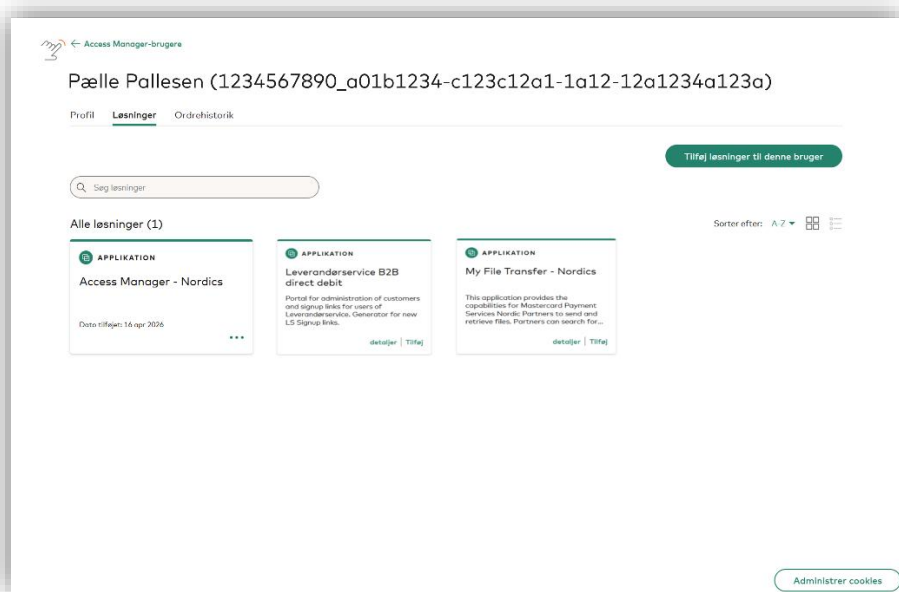 ← Access Manager-brugere
Pælle Pallesen (1234567890_a01b1234-c123c12a1-1a12-12a1234a123a)
Profil Løsninger Ordrehistorik
Tilføj løsninger til denne bruger
Søg løsninger
Alle løsninger (1)
Sorter efter: A-Z
APPLIKATION
Access Manager - Nordics
Dato tilføjet: 16 apr 2026
APPLIKATION
Leverandørservice B2B
direct debit
Portal for administration of customers
and signup links for users of
Leverandørservice. Generator for new
LS Signup links.
detaljer | Tilføj
APPLIKATION
My File Transfer - Nordics
This application provides the
capabilities for Mastercard Payment
Services Nordic Partners to send and
retrieve files. Partners can search for...
detaljer | Tilføj
Administrer cookies